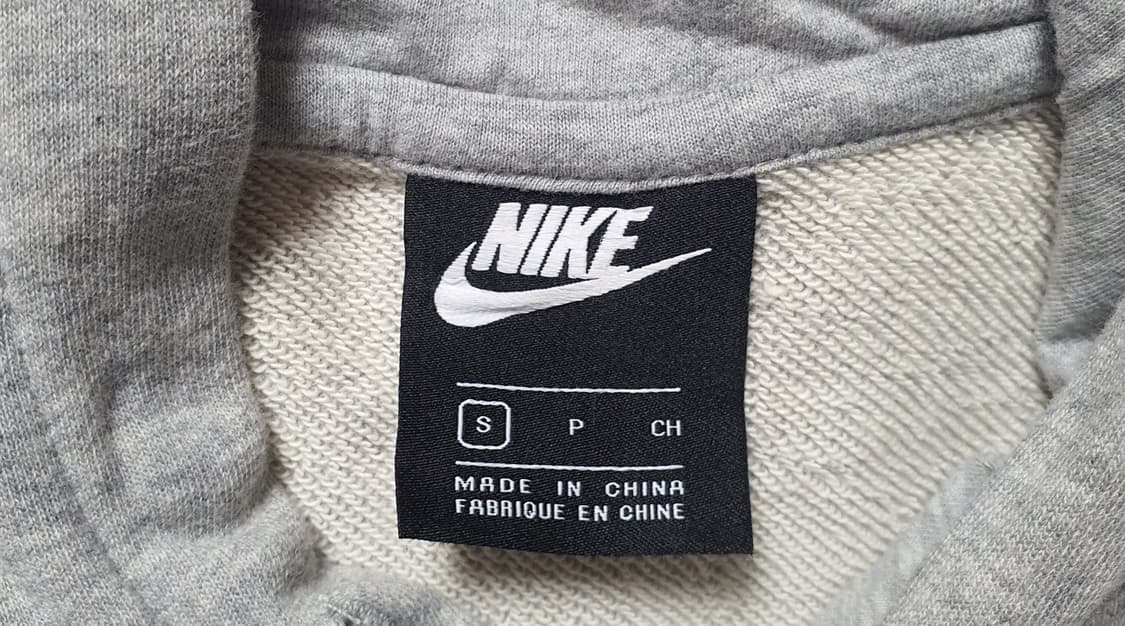 NIKE
S P CH
MADE IN CHINA
FABRIQUE EN CHINE